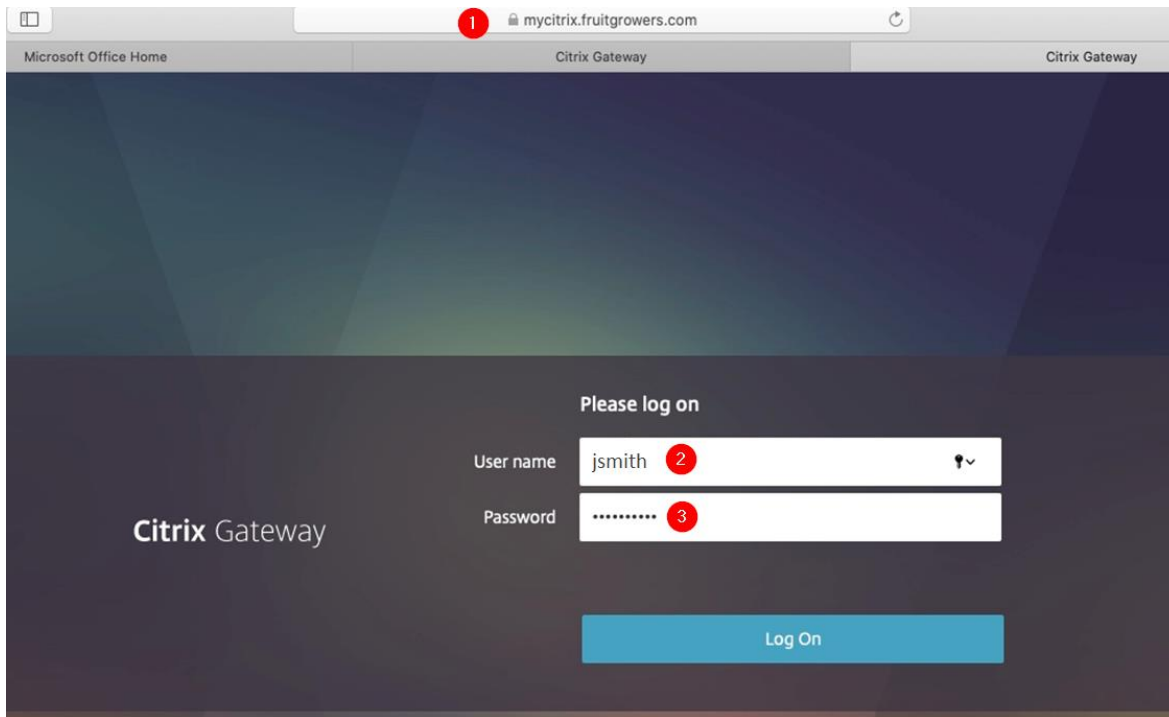 1 mycitrix.fruitgrowers.com
Microsoft Office Home Citrix Gateway Citrix Gateway
Please log on
User name jsmith 2
Password •••••••••• 3
Citrix Gateway
Log On